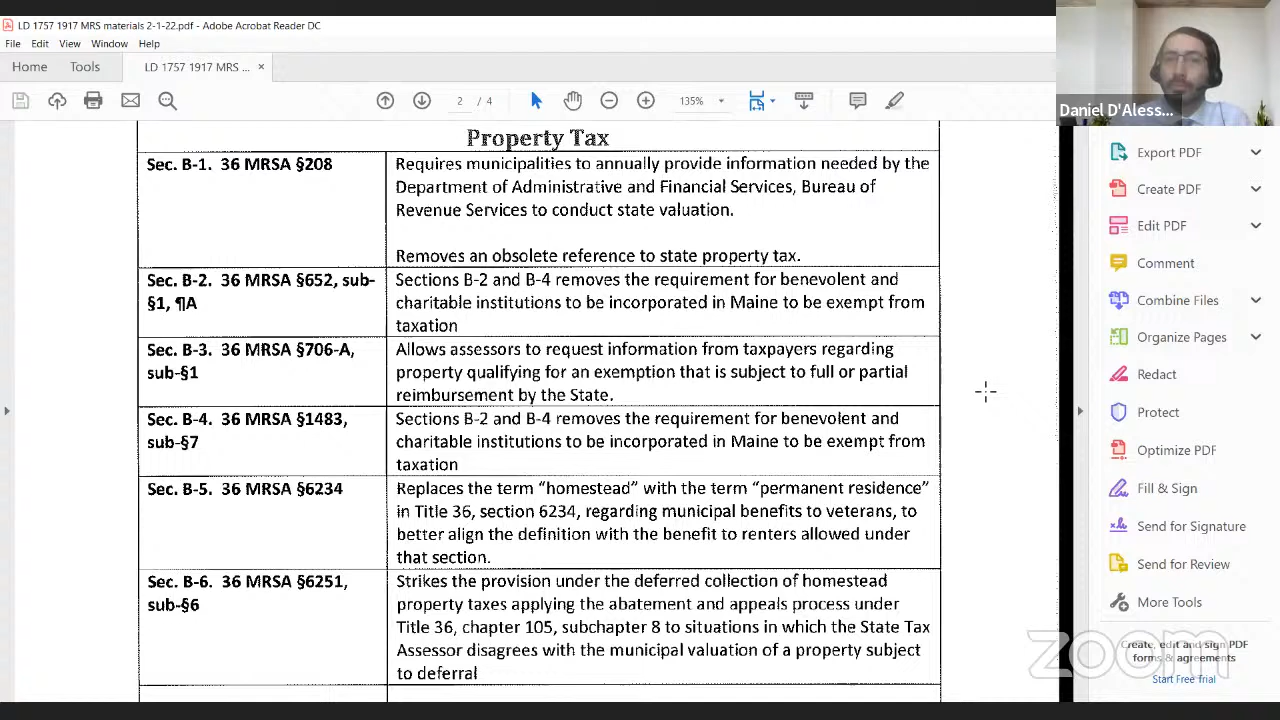 LD 1757 1917 MRS materials 2-1-22.pdf - Adobe Acrobat Reader DC
File Edit View Window Help
Home Tools LD 1757 1917 MRS ... ×
2 / 4 135%
Daniel D'Aless...
Property Tax
Sec. B-1. 36 MRSA §208
Requires municipalities to annually provide information needed by the
Department of Administrative and Financial Services, Bureau of
Revenue Services to conduct state valuation.
Removes an obsolete reference to state property tax.
Sec. B-2. 36 MRSA §652, sub-
§1, ¶A
Sections B-2 and B-4 removes the requirement for benevolent and
charitable institutions to be incorporated in Maine to be exempt from
taxation
Sec. B-3. 36 MRSA §706-A,
sub-§1
Allows assessors to request information from taxpayers regarding
property qualifying for an exemption that is subject to full or partial
reimbursement by the State.
Sec. B-4. 36 MRSA §1483,
sub-§7
Sections B-2 and B-4 removes the requirement for benevolent and
charitable institutions to be incorporated in Maine to be exempt from
taxation
Sec. B-5. 36 MRSA §6234
Replaces the term “homestead” with the term “permanent residence”
in Title 36, section 6234, regarding municipal benefits to veterans, to
better align the definition with the benefit to renters allowed under
that section.
Sec. B-6. 36 MRSA §6251,
sub-§6
Strikes the provision under the deferred collection of homestead
property taxes applying the abatement and appeals process under
Title 36, chapter 105, subchapter 8 to situations in which the State Tax
Assessor disagrees with the municipal valuation of a property subject
to deferral
Export PDF
Create PDF
Edit PDF
Comment
Combine Files
Organize Pages
Redact
Protect
Optimize PDF
Fill & Sign
Send for Signature
Send for Review
More Tools
Create, edit and sign PDF
forms & agreements
Start Free Trial
zoom